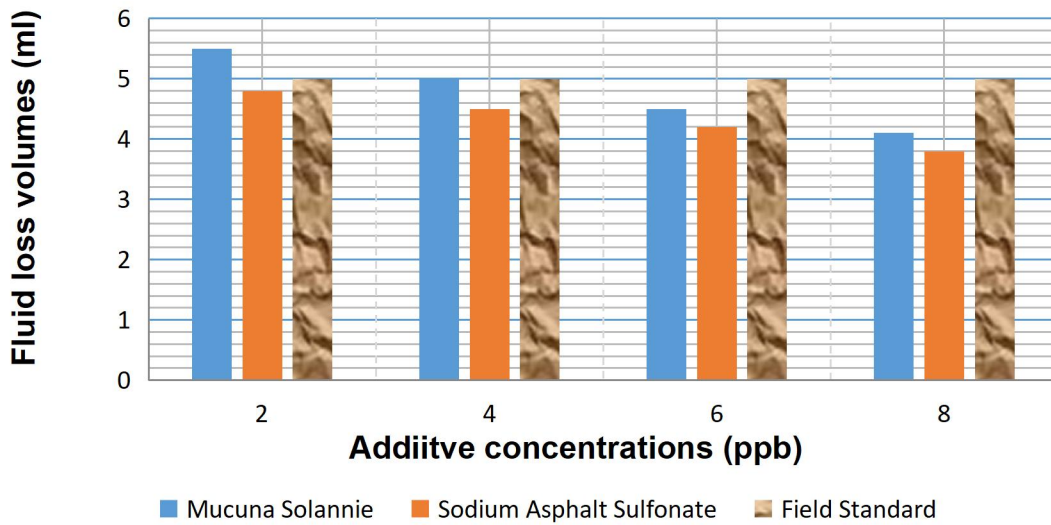 Fluid loss volumes (ml)
6
5
4
3
2
1
0
2 4 6 8
Addiitve concentrations (ppb)
Mucuna Solannie Sodium Asphalt Sulfonate Field Standard